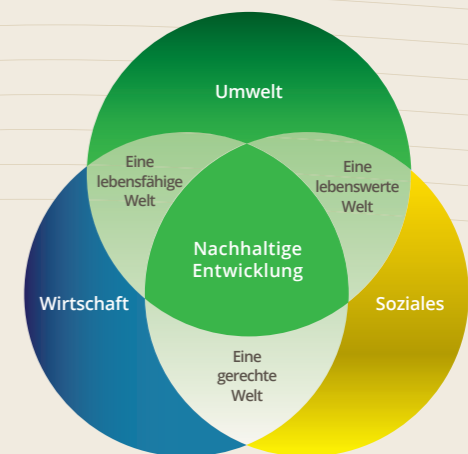 Umwelt
Eine
lebensfähige
Welt
Eine
lebenswerte
Welt
Nachhaltige
Entwicklung
Wirtschaft
Soziales
Eine
gerechte
Welt